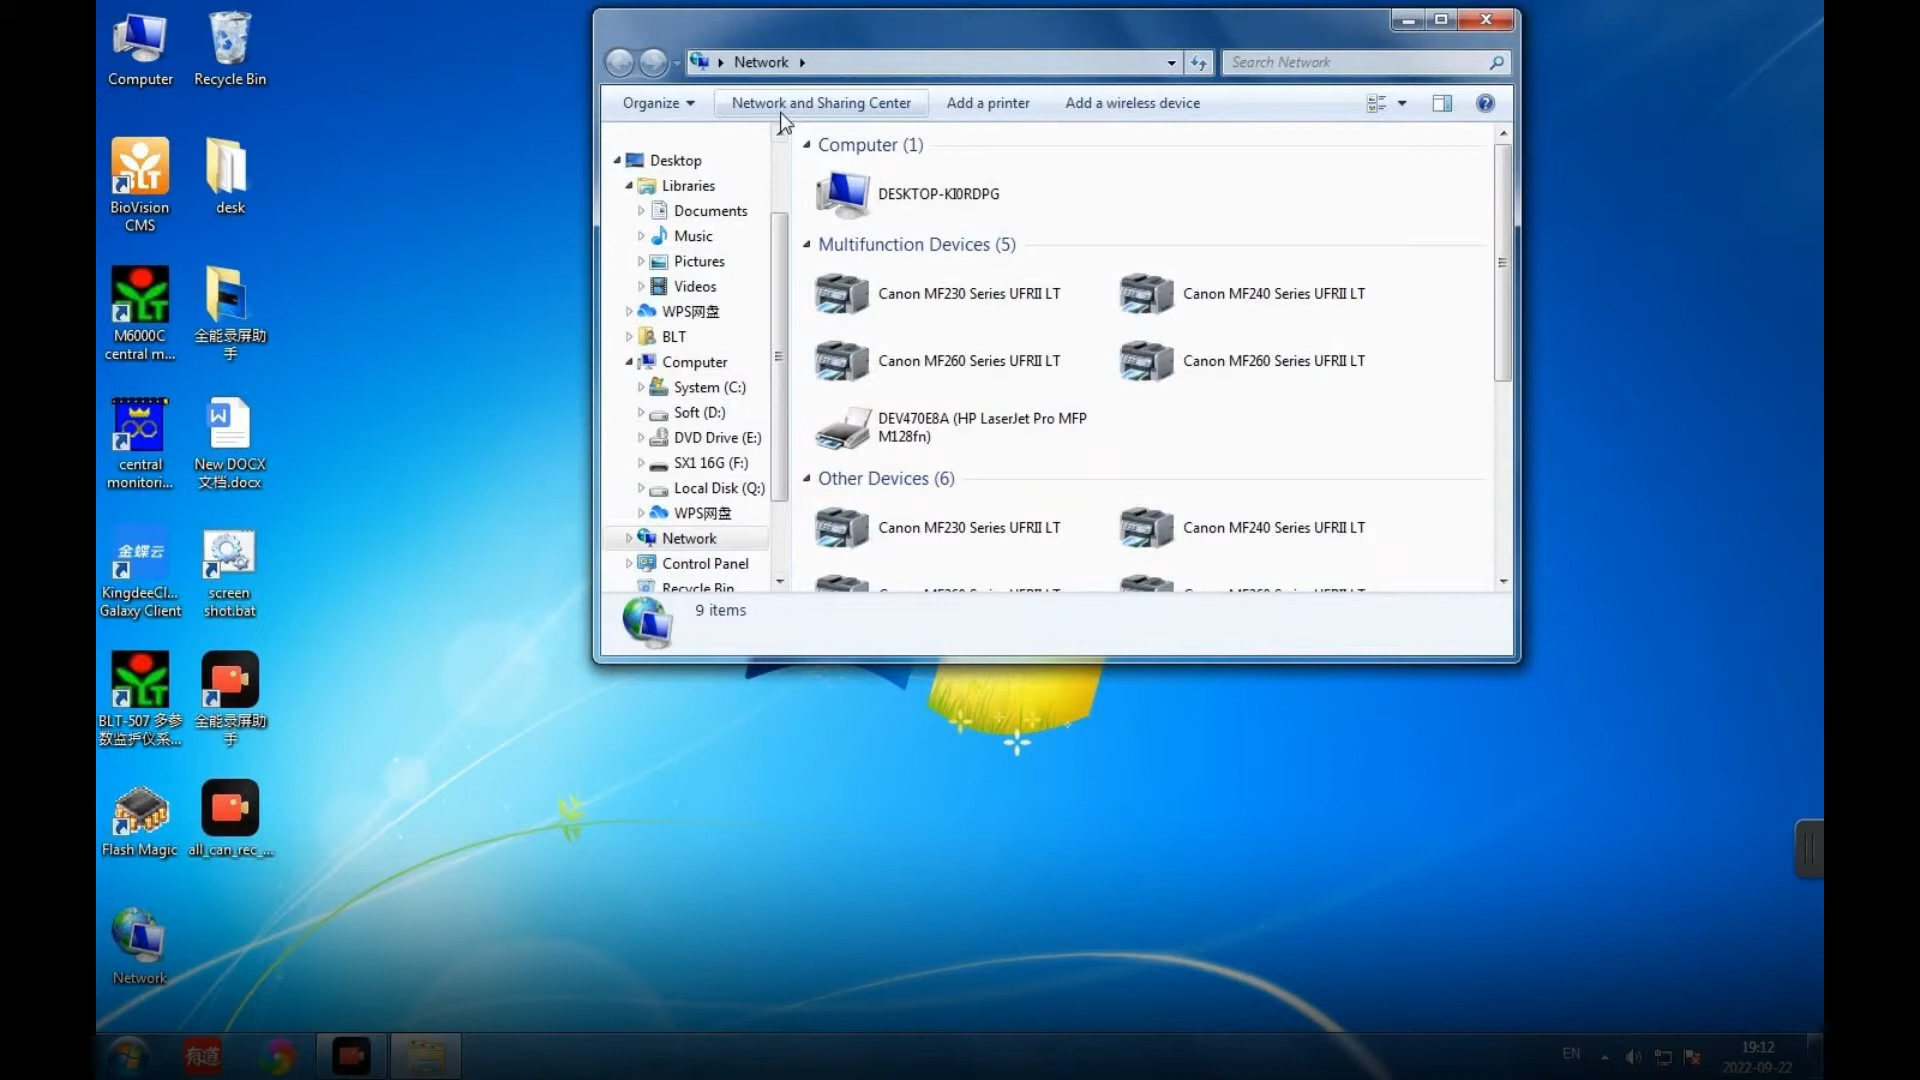 Computer
Recycle Bin
BLT
BioVision
CMS
desk
M6000C
central m...
全能录屏助
手
central
monitori...
New DOCX
文档.docx
金蝶云
KingdeeCl...
Galaxy Client
screen
shot.bat
BLT-507 多参
数监护仪系...
全能录屏助
手
Flash Magic
all_can_rec_...
Network
Network
Search Network
Organize
Network and Sharing Center
Add a printer
Add a wireless device
Desktop
Libraries
Documents
Music
Pictures
Videos
WPS网盘
BLT
Computer
System (C:)
Soft (D:)
DVD Drive (E:)
SX1 16G (F:)
Local Disk (Q:)
WPS网盘
Network
Control Panel
Recycle Bin
Computer (1)
DESKTOP-KI0RDPG
Multifunction Devices (5)
Canon MF230 Series UFRII LT
Canon MF240 Series UFRII LT
Canon MF260 Series UFRII LT
Canon MF260 Series UFRII LT
DEV470E8A (HP LaserJet Pro MFP
M128fn)
Other Devices (6)
Canon MF230 Series UFRII LT
Canon MF240 Series UFRII LT
9 items
有道
EN
19:12
2022-09-22